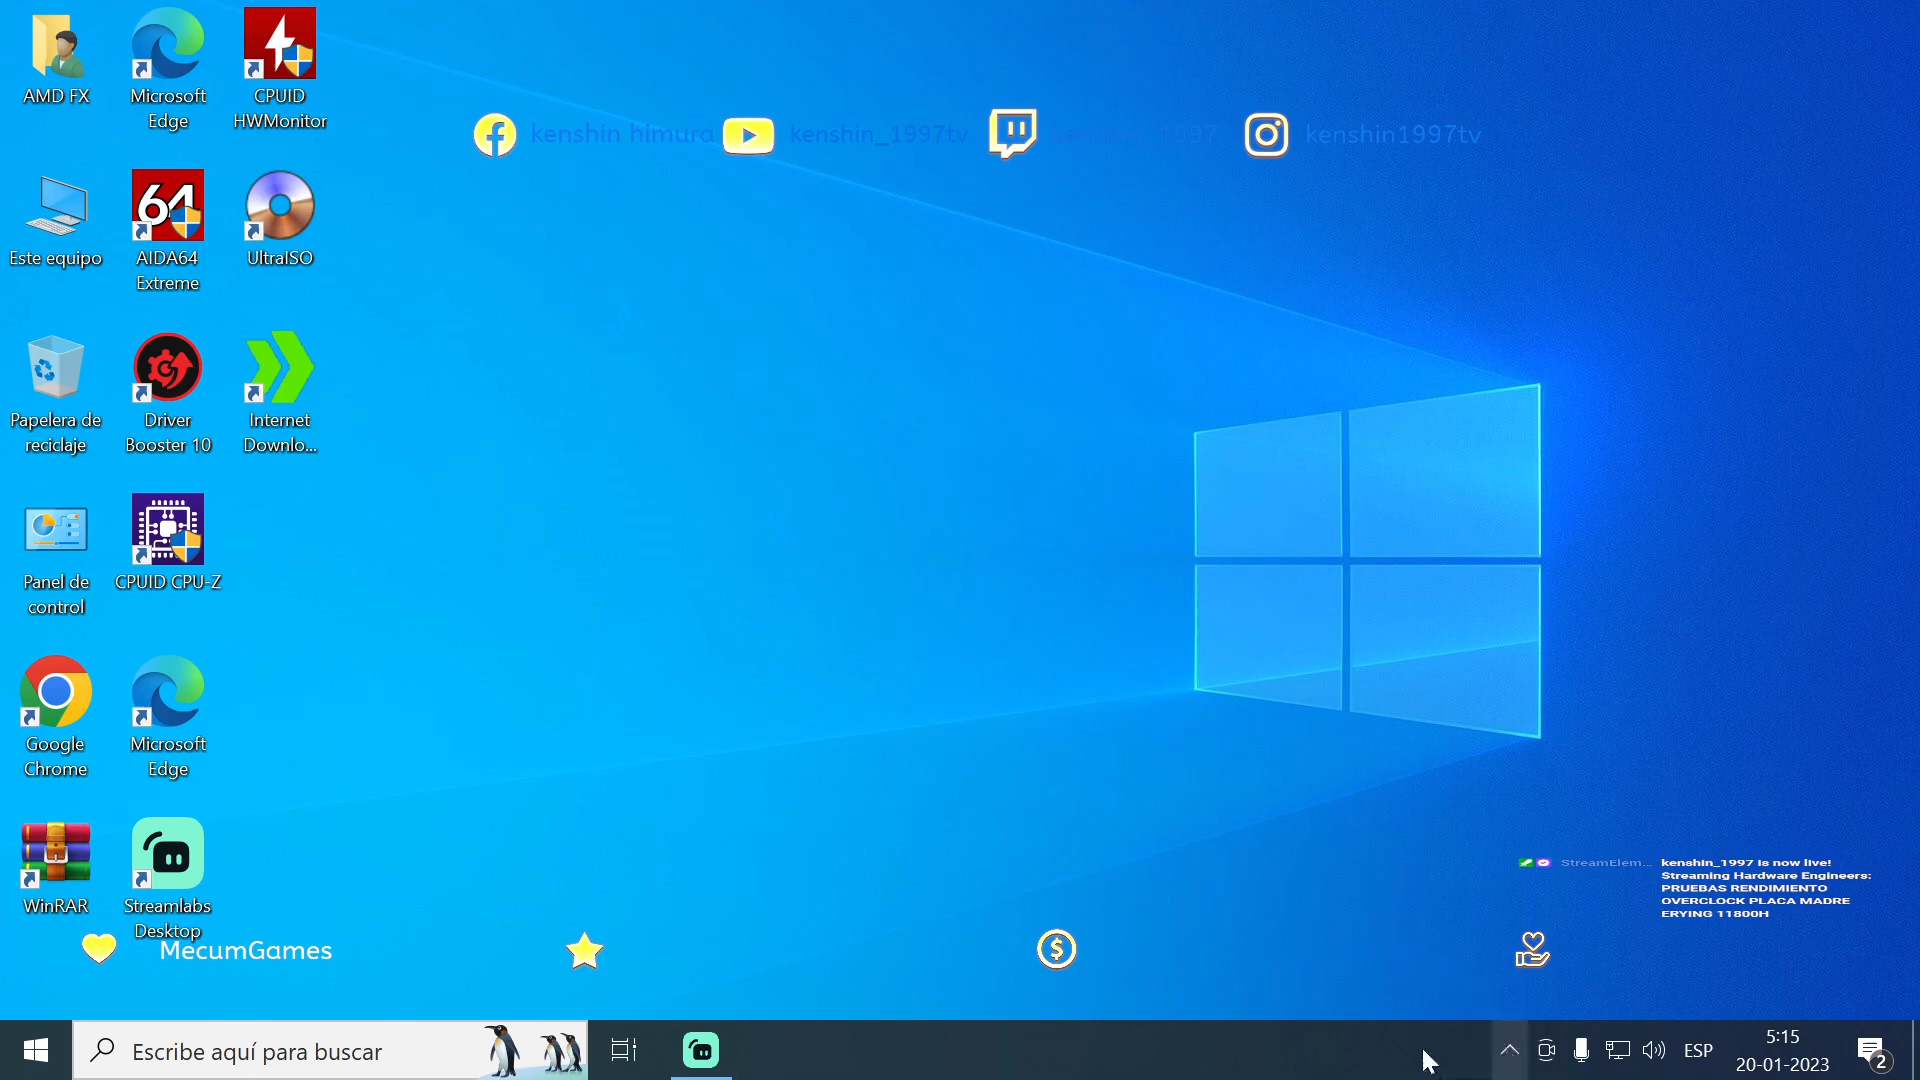 AMD FX
Microsoft
Edge
CPUID
HWMonitor
kenshin himura
kenshin_1997tv
kenshin1997tv
Este equipo
64
AIDA64
Extreme
UltraISO
Papelera de
reciclaje
Driver
Booster 10
Internet
Downlo...
Panel de
control
CPUID CPU-Z
Google
Chrome
Microsoft
Edge
WinRAR
Streamlabs
Desktop
StreamElem...
kenshin_1997 is now live!
Streaming Hardware Engineers:
PRUEBAS RENDIMIENTO
OVERCLOCK PLACA MADRE
ERYING 11800H
MecumGames
Escribe aquí para buscar
ESP
5:15
20-01-2023
2